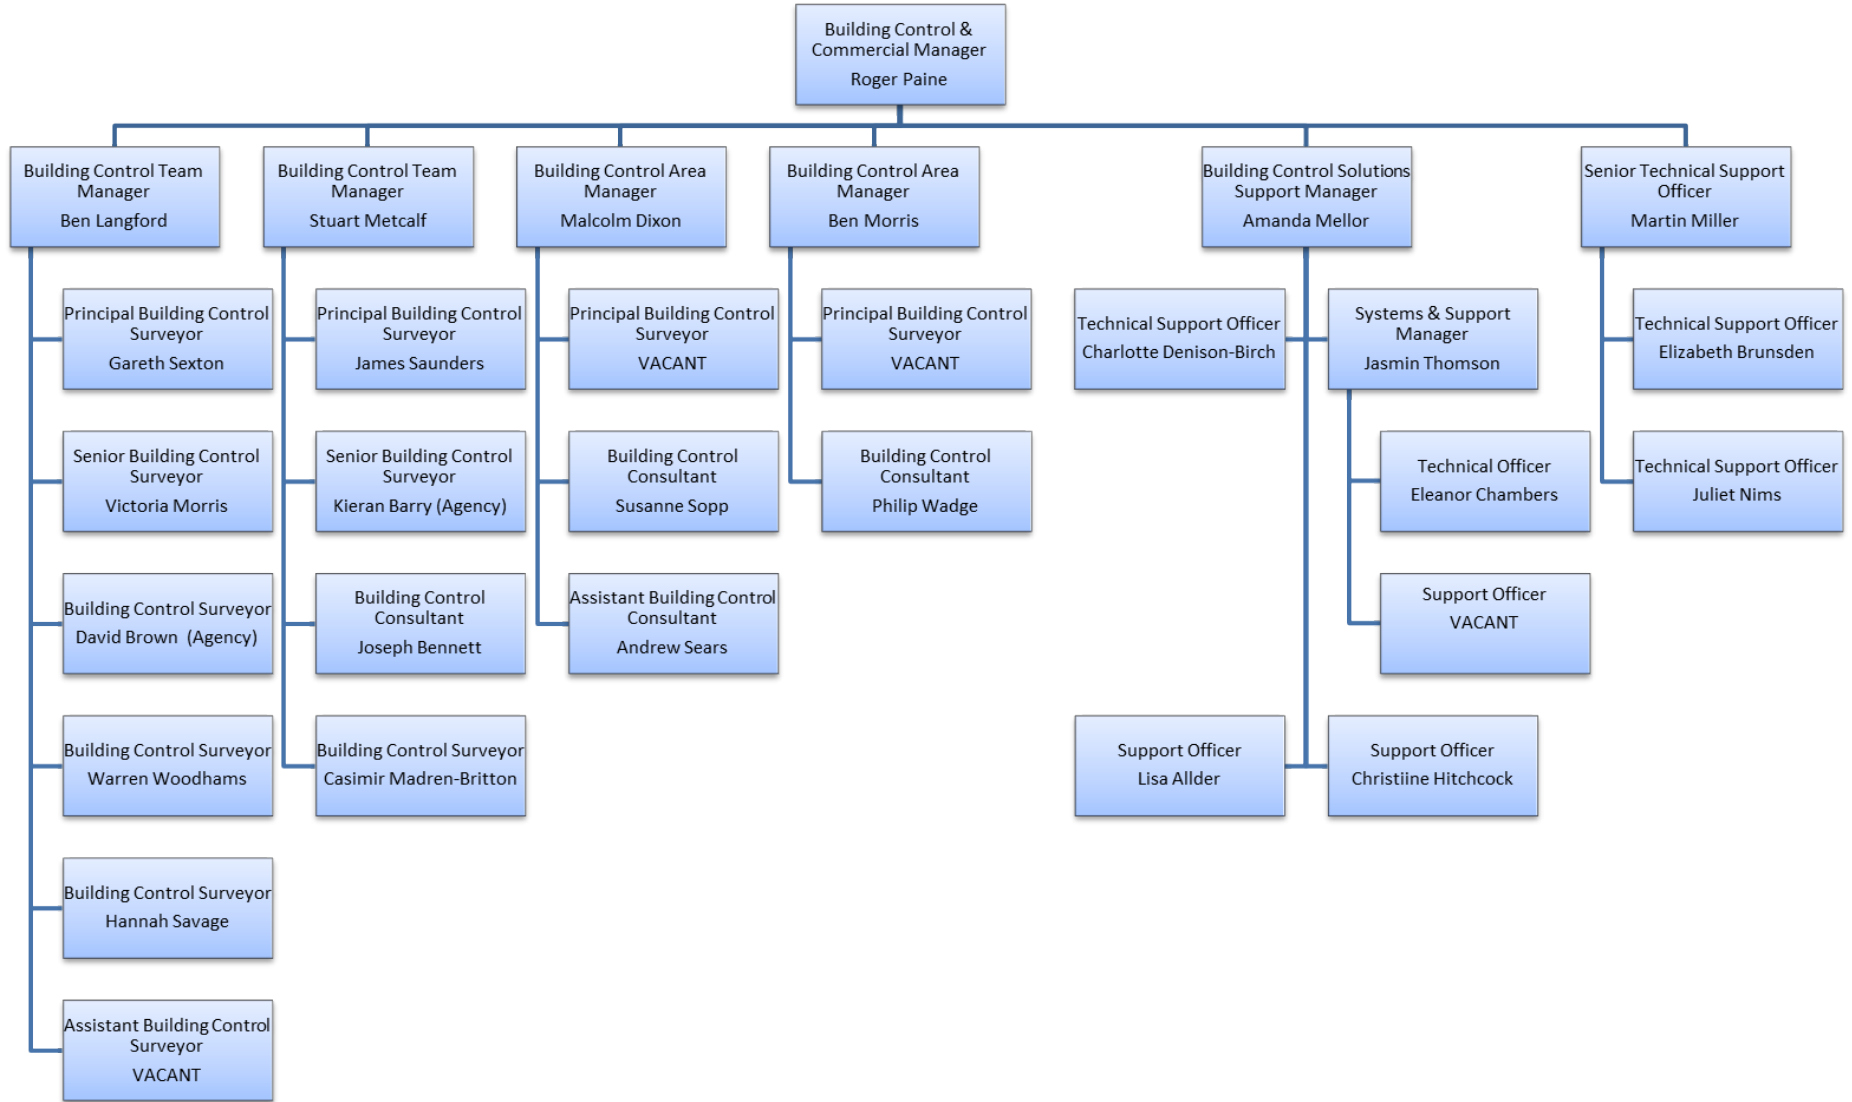 Building Control &
Commercial Manager
Roger Paine
Building Control Team
Manager
Ben Langford
Building Control Team
Manager
Stuart Metcalf
Building Control Area
Manager
Malcolm Dixon
Building Control Area
Manager
Ben Morris
Building Control Solutions
Support Manager
Amanda Mellor
Senior Technical Support
Officer
Martin Miller
Principal Building Control
Surveyor
Gareth Sexton
Principal Building Control
Surveyor
James Saunders
Principal Building Control
Surveyor
VACANT
Principal Building Control
Surveyor
VACANT
Technical Support Officer
Charlotte Denison-Birch
Systems & Support
Manager
Jasmin Thomson
Technical Support Officer
Elizabeth Brunsden
Senior Building Control
Surveyor
Victoria Morris
Senior Building Control
Surveyor
Kieran Barry (Agency)
Building Control
Consultant
Susanne Sopp
Building Control
Consultant
Philip Wadge
Technical Officer
Eleanor Chambers
Technical Support Officer
Juliet Nims
Building Control Surveyor
David Brown  (Agency)
Building Control
Consultant
Joseph Bennett
Assistant Building Control
Consultant
Andrew Sears
Support Officer
VACANT
Building Control Surveyor
Warren Woodhams
Building Control Surveyor
Casimir Madren-Britton
Support Officer
Lisa Allder
Support Officer
Christiine Hitchcock
Building Control Surveyor
Hannah Savage
Assistant Building Control
Surveyor
VACANT